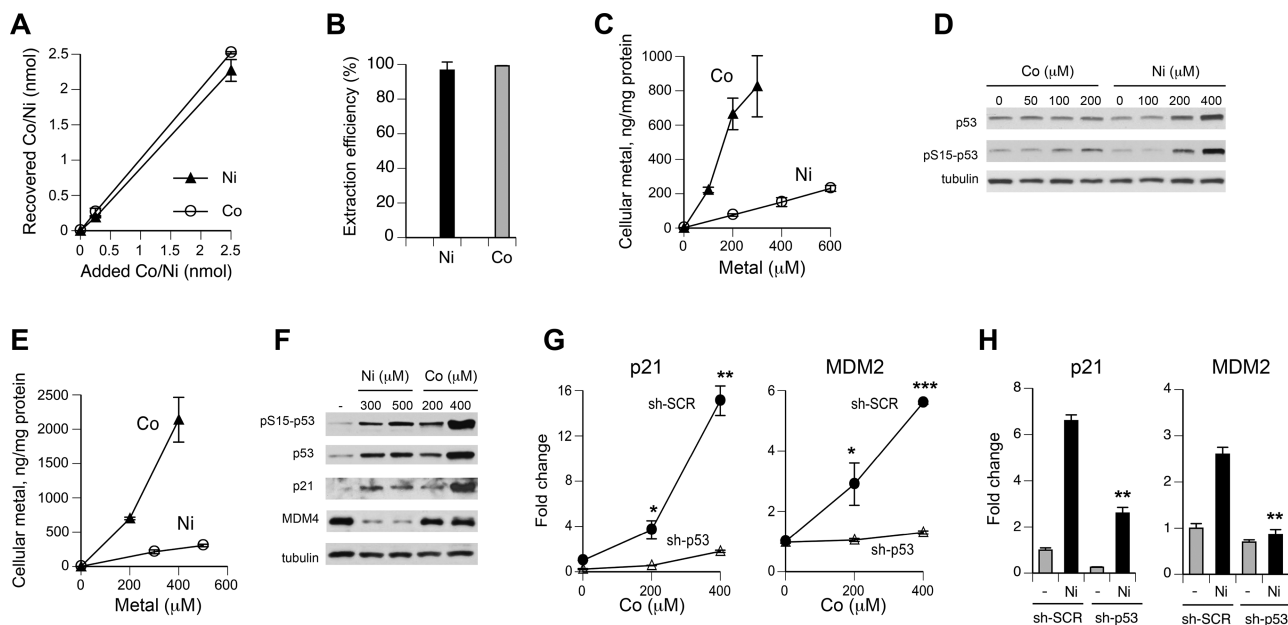 A
Recovered Co/Ni (nmol)
2.5
2
1.5
1
0.5
0
Ni
Co
0 0.5 1 1.5 2 2.5
Added Co/Ni (nmol)
B
Extraction efficiency (%)
100
80
60
40
20
0
Ni Co
C
Cellular metal, ng/mg protein
1000
800
600
400
200
0
Co
Ni
0 200 400 600
Metal (μM)
D
Co (μM) Ni (μM)
0 50 100 200 0 100 200 400
p53
pS15-p53
tubulin
E
Cellular metal, ng/mg protein
2500
2000
1500
1000
500
0
Co
Ni
0 200 400 600
Metal (μM)
F
Ni (μM) Co (μM)
- 300 500 200 400
pS15-p53
p53
p21
MDM4
tubulin
G
p21
Fold change
16
12
8
4
0
sh-SCR
**
*
sh-p53
0 200 400
Co (μM)
MDM2
6
4
2
0
sh-SCR
***
*
sh-p53
0 200 400
Co (μM)
H
p21
Fold change
8
6
4
2
0
**
- Ni - Ni
sh-SCR sh-p53
MDM2
4
3
2
1
0
**
- Ni - Ni
sh-SCR sh-p53